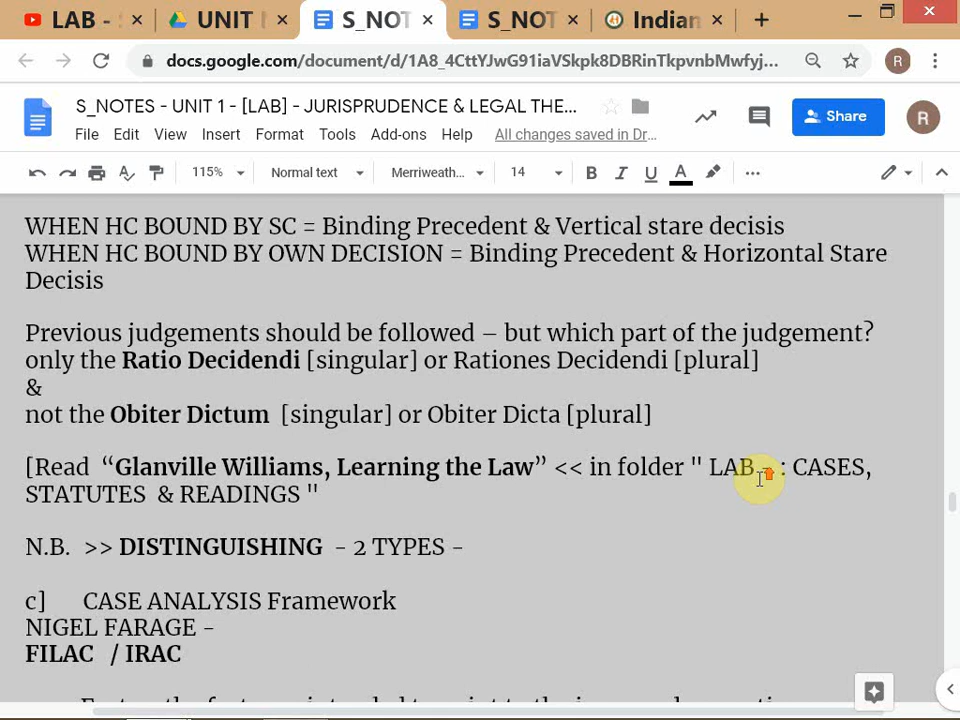 LAB - S
UNIT N
S_NOT
S_NOT
Indian
docs.google.com/document/d/1A8_4CttYJwG91iaVSkpk8DBRinTkpvnbMwfyj...
R
S_NOTES - UNIT 1 - [LAB] - JURISPRUDENCE & LEGAL THE...
File Edit View Insert Format Tools Add-ons Help All changes saved in Dr...
Share
R
115% Normal text Merriweath... 14 B I U A
WHEN HC BOUND BY SC = Binding Precedent & Vertical stare decisis
WHEN HC BOUND BY OWN DECISION = Binding Precedent & Horizontal Stare
Decisis
Previous judgements should be followed – but which part of the judgement?
only the Ratio Decidendi [singular] or Rationes Decidendi [plural]
&
not the Obiter Dictum [singular] or Obiter Dicta [plural]
[Read “Glanville Williams, Learning the Law” << in folder " LAB - : CASES,
STATUTES & READINGS "
N.B. >> DISTINGUISHING - 2 TYPES -
c] CASE ANALYSIS Framework
NIGEL FARAGE -
FILAC / IRAC